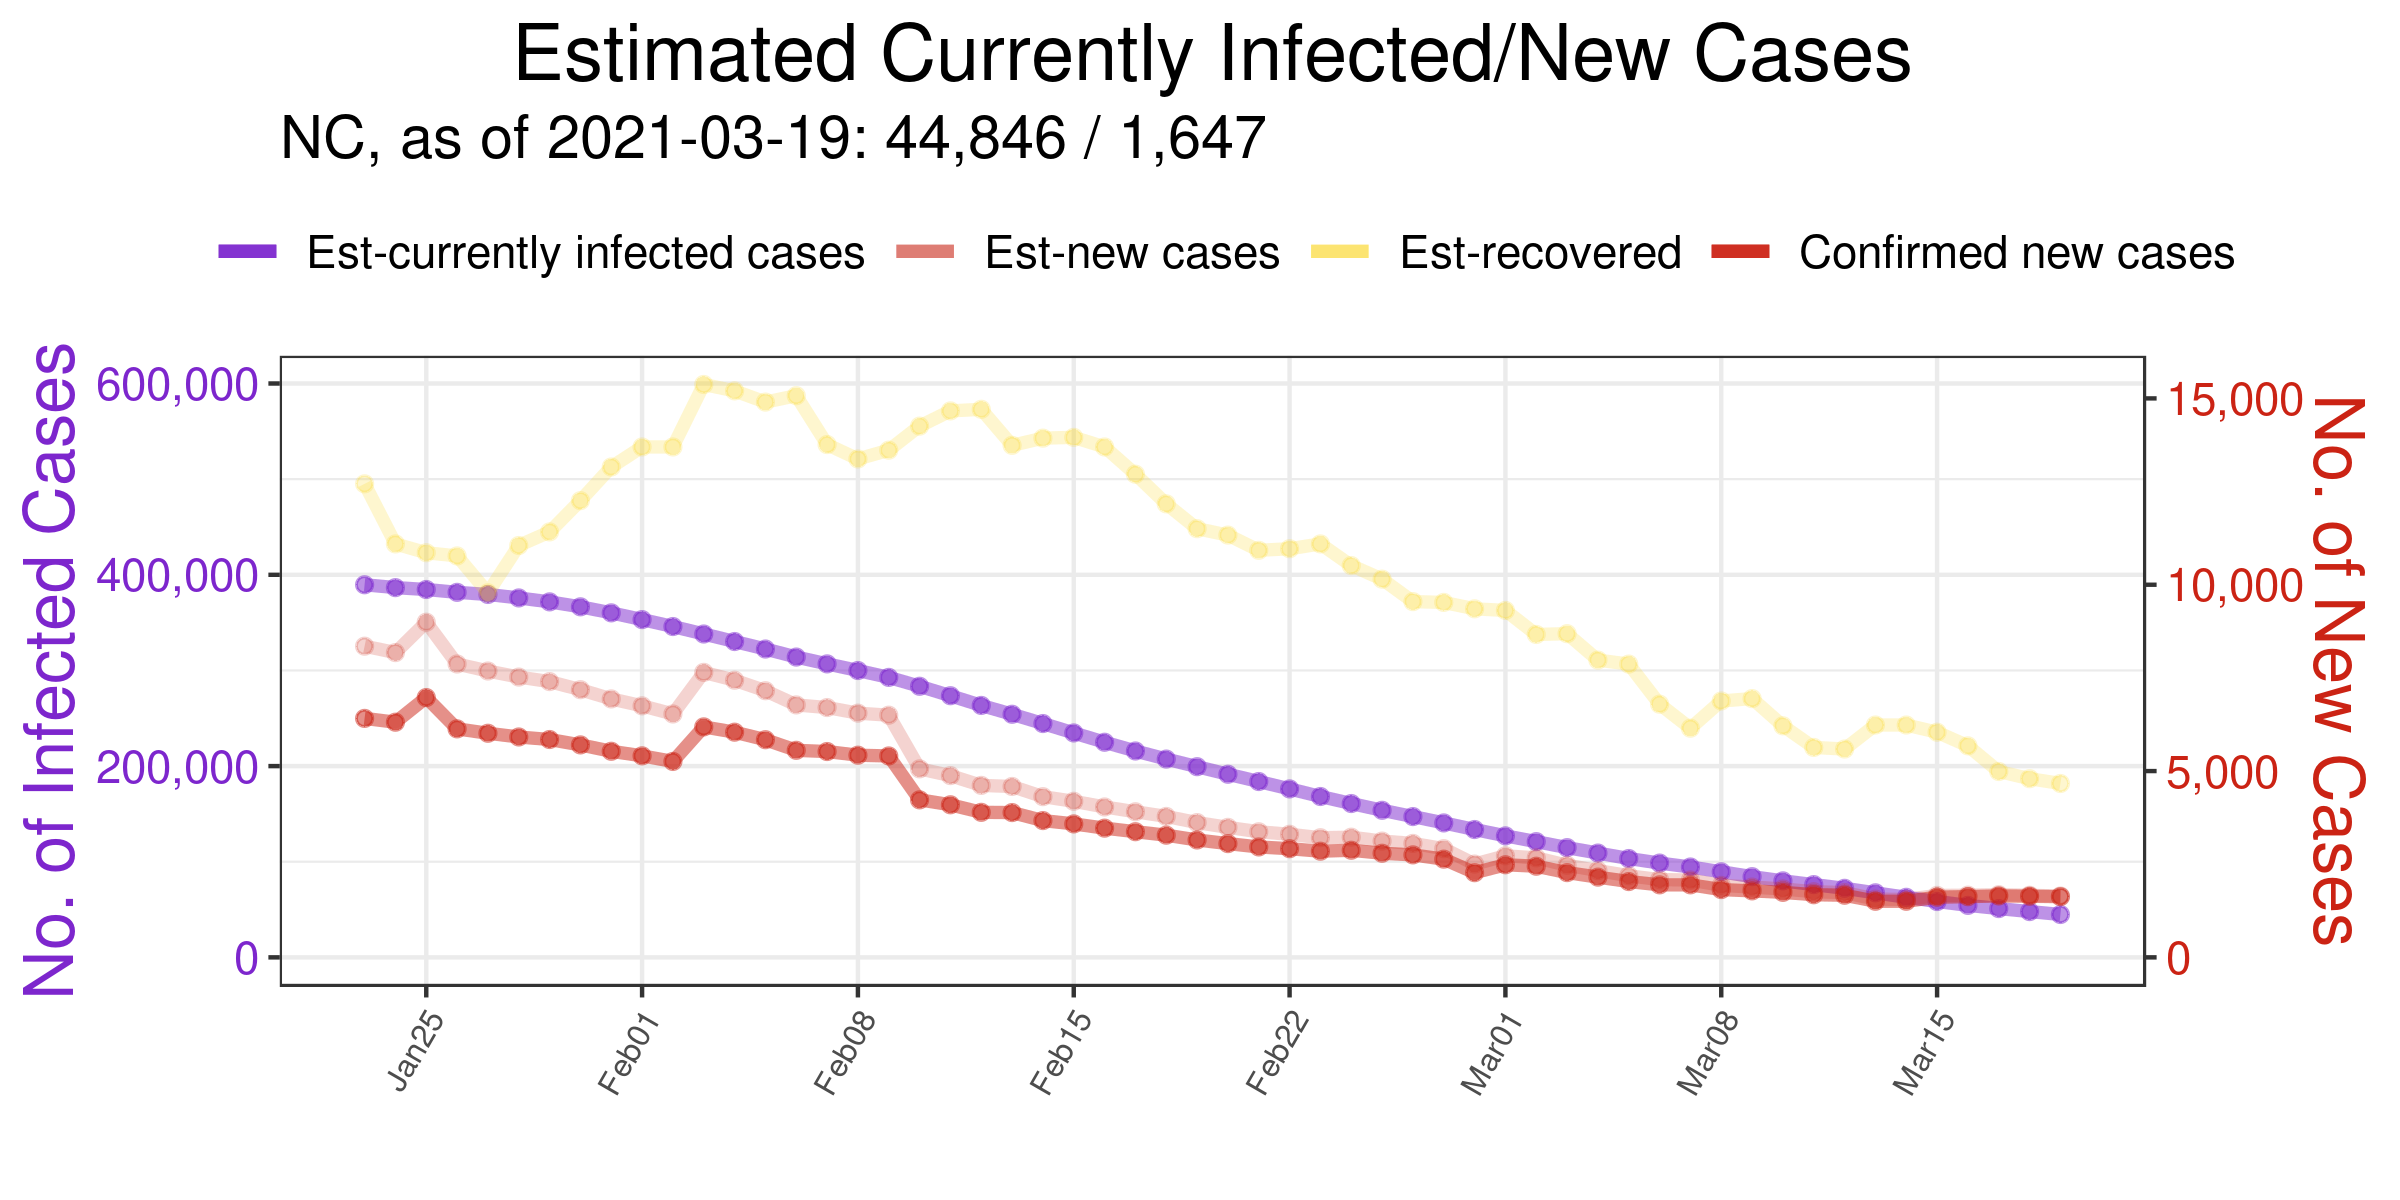 Estimated Currently Infected/New Cases
NC, as of 2021-03-19: 44,846 / 1,647
Est-currently infected cases Est-new cases Est-recovered Confirmed new cases
No. of Infected Cases
600,000
400,000
200,000
0
15,000
10,000
5,000
0
No. of New Cases
Jan25 Feb01 Feb08 Feb15 Feb22 Mar01 Mar08 Mar15